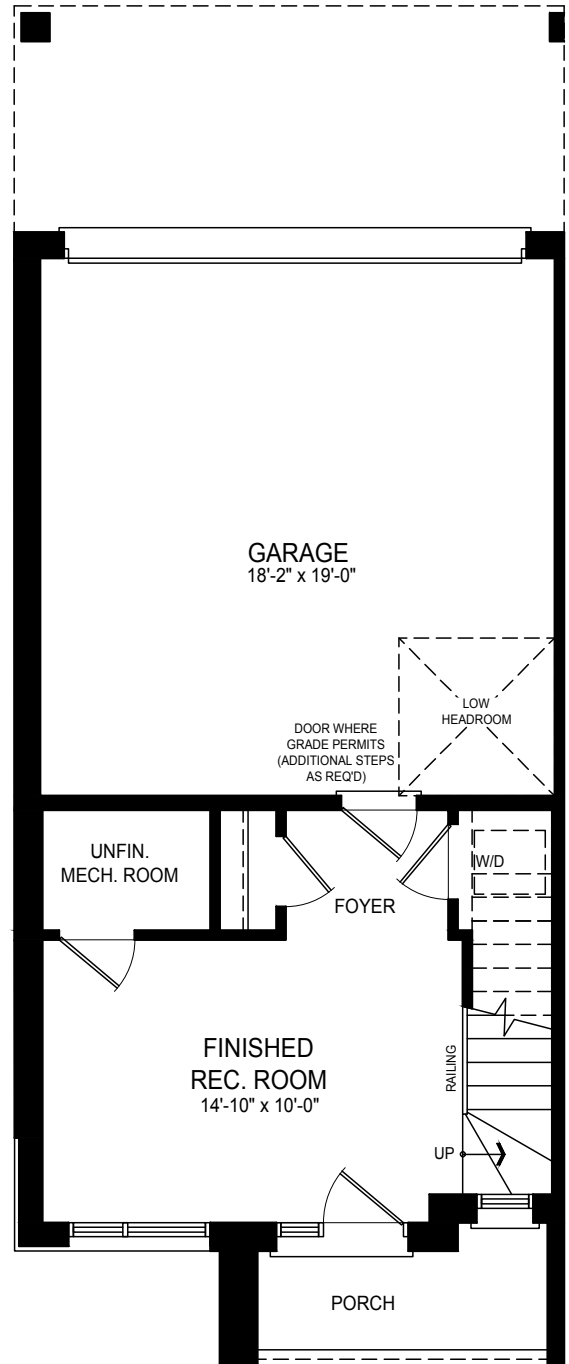 GARAGE
18'-2" x 19'-0"
LOW
HEADROOM
DOOR WHERE
GRADE PERMITS
(ADDITIONAL STEPS
AS REQ'D)
UNFIN.
MECH. ROOM
W/D
FOYER
FINISHED
REC. ROOM
14'-10" x 10'-0"
RAILING
UP
PORCH